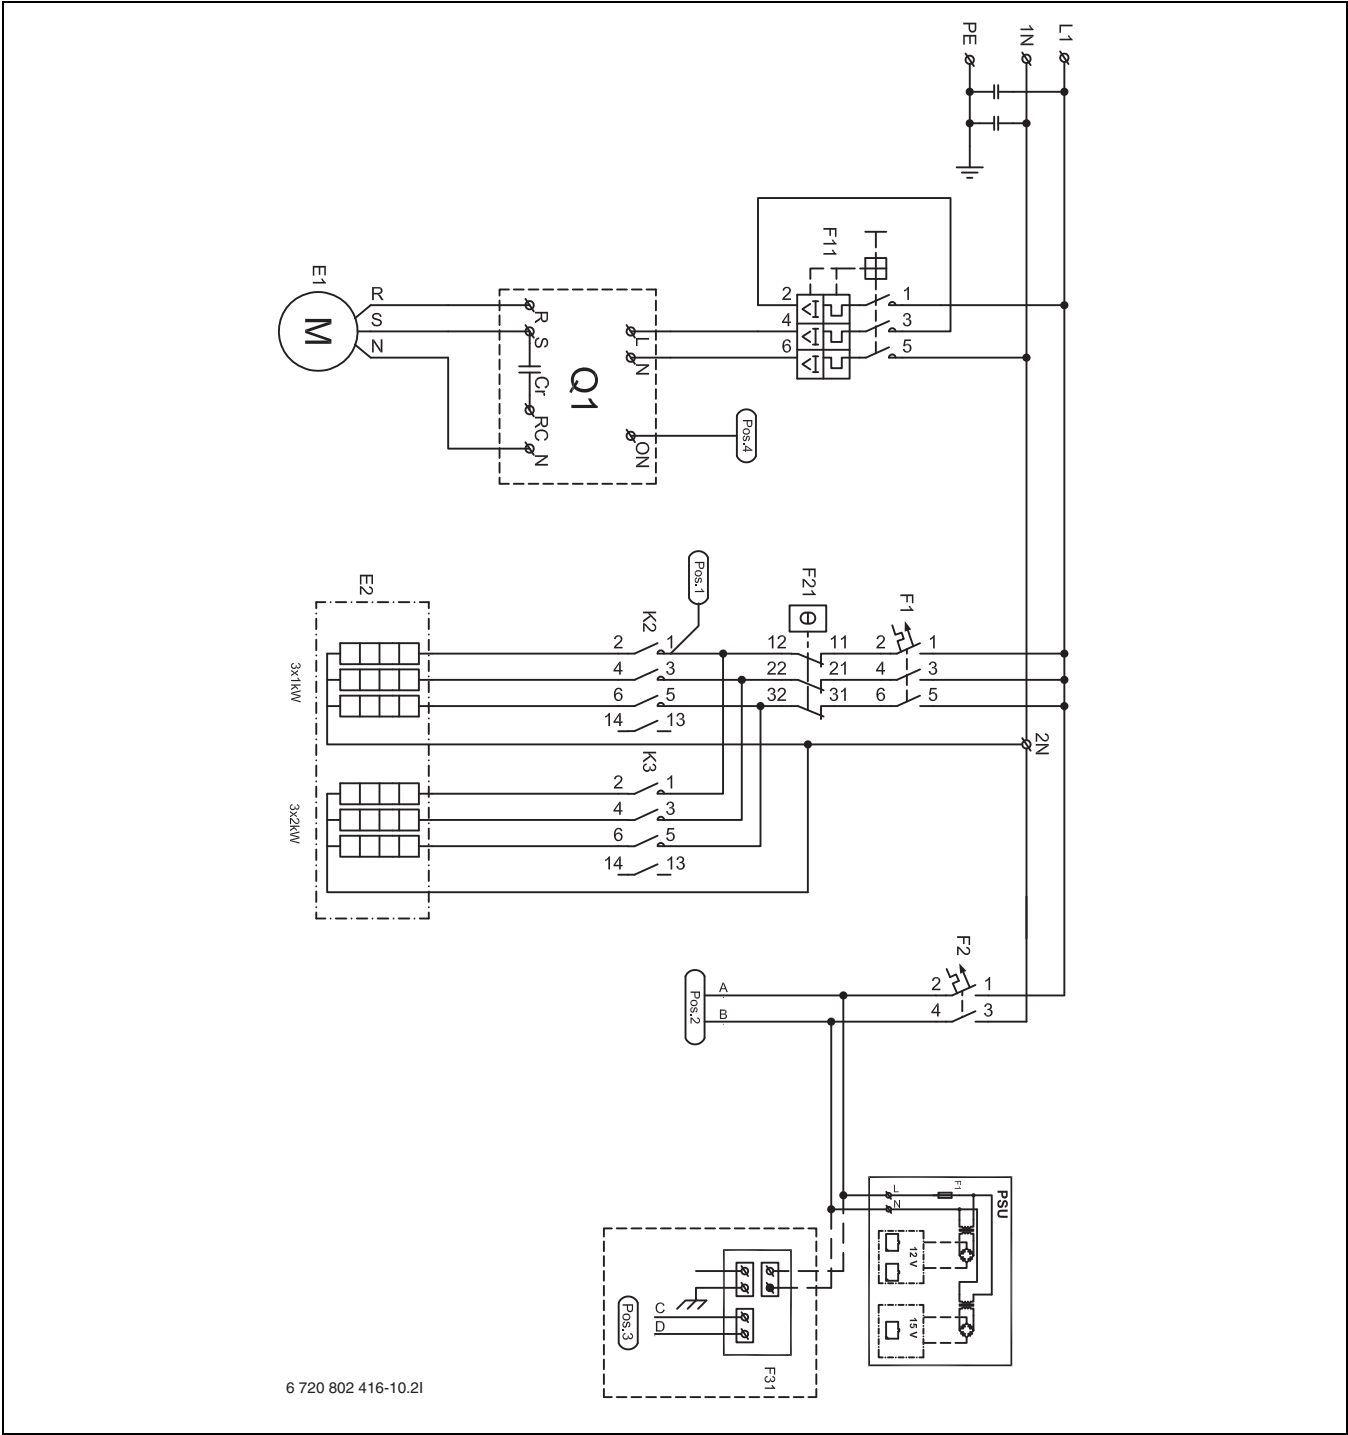 PE
1N
L1
F11
2
1
4
3
6
5
E1
M
R
S
N
R
S
Cr
RC
N
Q1
L
N
ON
Pos.4
Pos.1
F21
F1
K2
12
11
2
1
22
21
4
3
32
31
6
5
2
1
4
3
6
5
14
13
2N
E2
3x1kW
K3
2
1
4
3
6
5
14
13
3x2kW
F2
2
1
4
3
Pos.2
A
B
PSU
L
N
F1
12 V
15 V
Pos.3
C
D
F31
6 720 802 416-10.2I